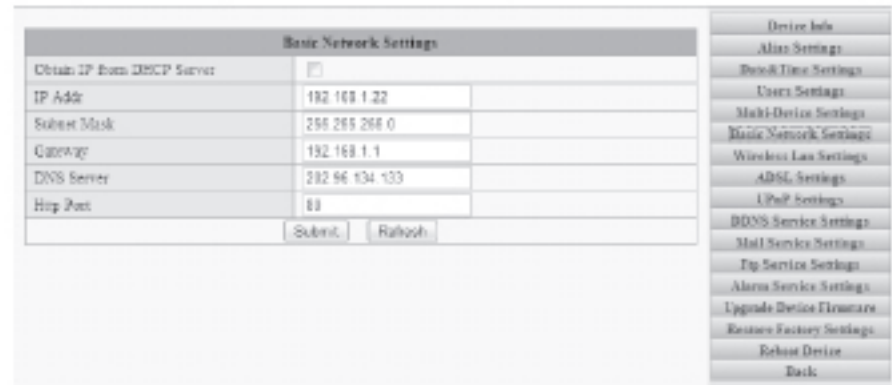 Basic Network Settings
Obtain IP from DHCP Server
IP Addr 192.168.1.22
Subnet Mask 255.255.255.0
Gateway 192.168.1.1
DNS Server 202.96.134.133
Http Port 80
Submit Refresh
Device Info
Alias Settings
Date&Time Settings
Users Settings
Multi-Device Settings
Basic Network Settings
Wireless Lan Settings
ADSL Settings
UPnP Settings
DDNS Service Settings
Mail Service Settings
Ftp Service Settings
Alarm Service Settings
Upgrade Device Firmware
Restore Factory Settings
Reboot Device
Back